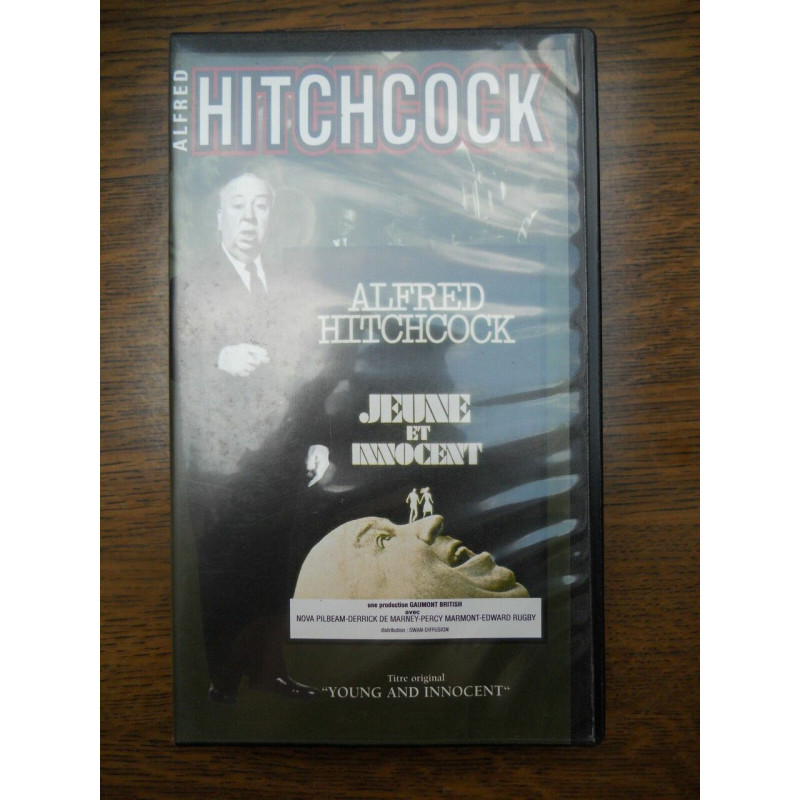 ALFRED
HITCHCOCK
ALFRED
HITCHCOCK
JEUNE
ET
INNOCENT
une production GAUMONT BRITISH
avec
NOVA PILBEAM-DERRICK DE MARNEY-PERCY MARMONT-EDWARD RUGBY
distribution : SWAN-DIFFUSION
Titre original
"YOUNG AND INNOCENT"